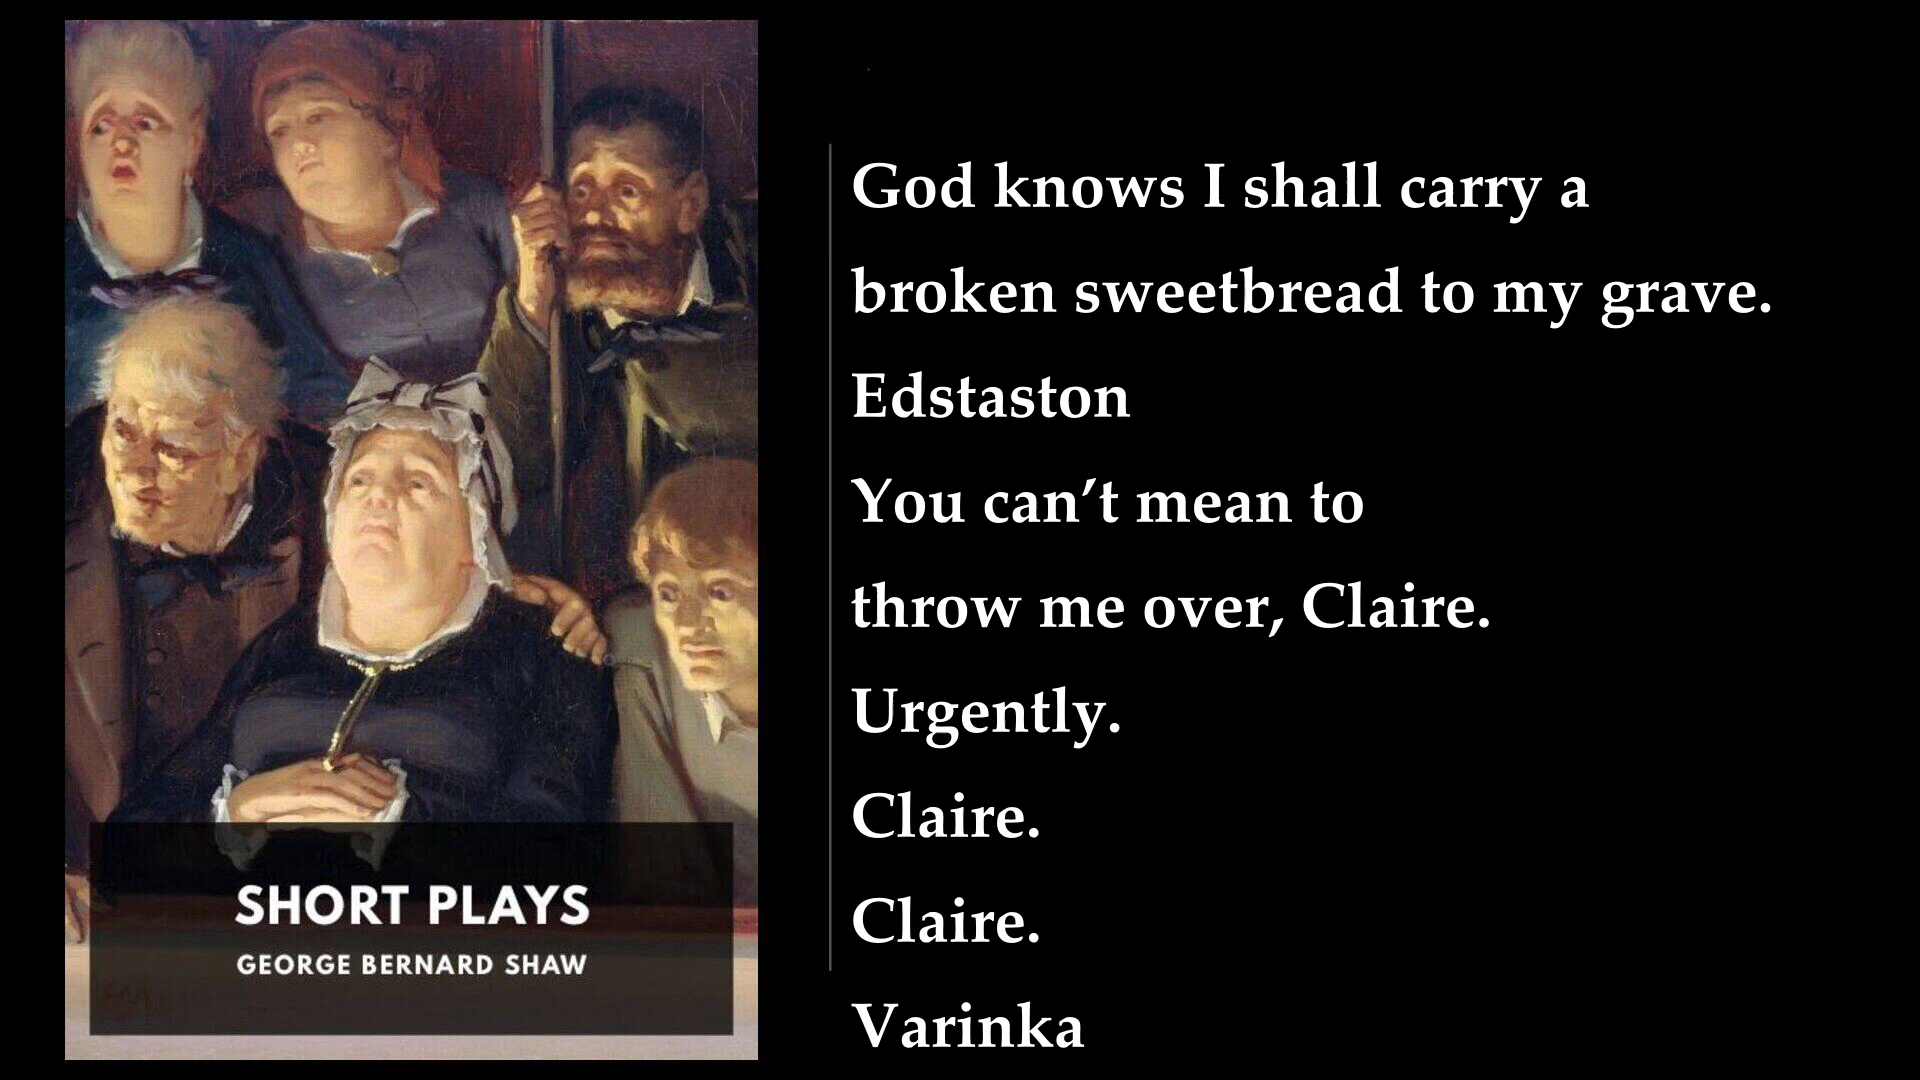 God knows I shall carry a
broken sweetbread to my grave.
Edstaston
You can’t mean to
throw me over, Claire.
Urgently.
Claire.
Claire.
Varinka
SHORT PLAYS
GEORGE BERNARD SHAW